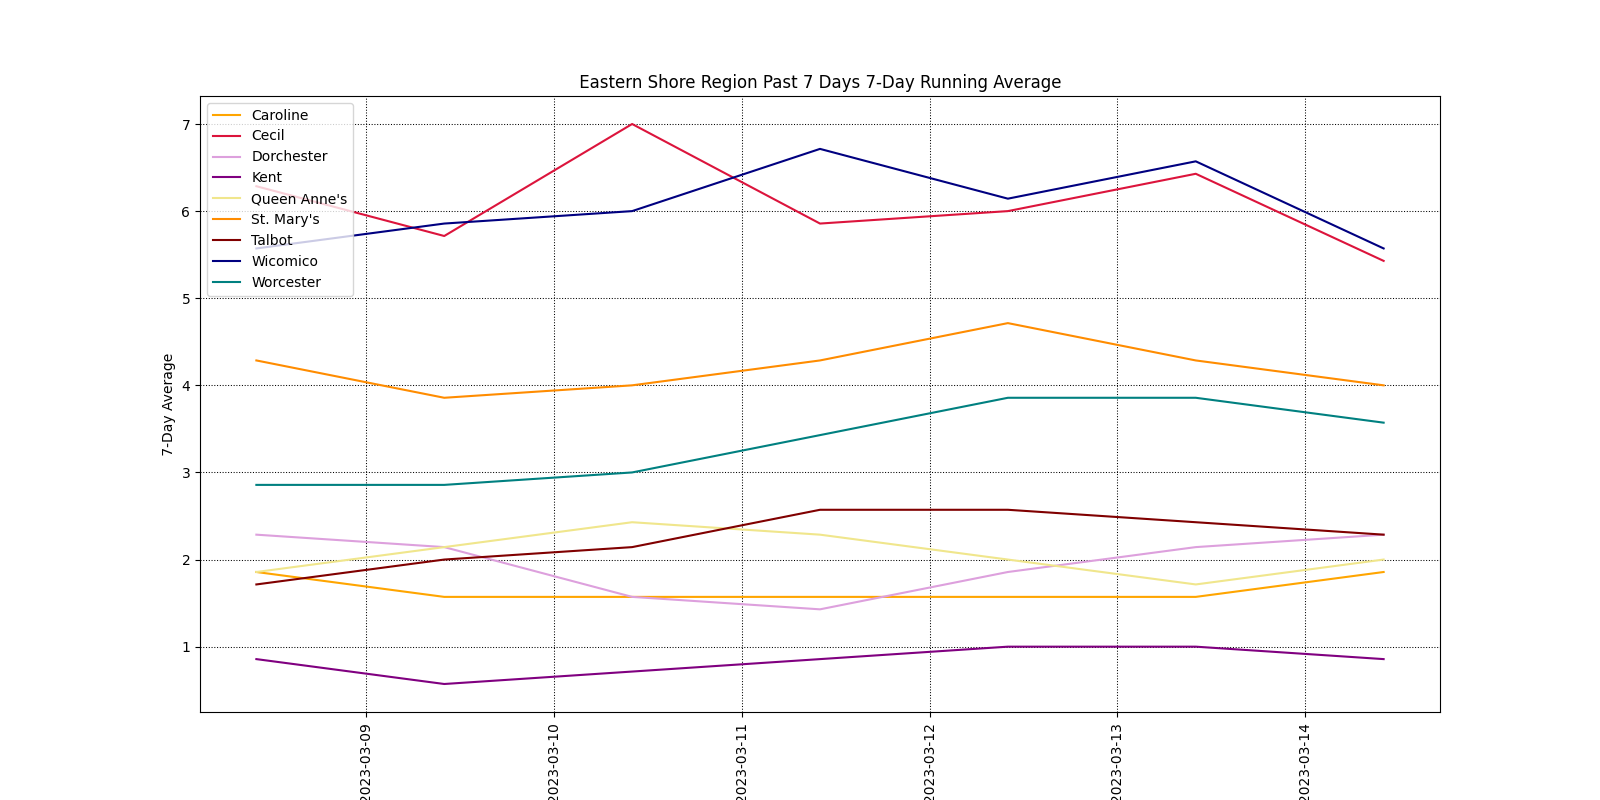 Eastern Shore Region Past 7 Days 7-Day Running Average
Caroline
Cecil
Dorchester
Kent
Queen Anne's
St. Mary's
Talbot
Wicomico
Worcester
7
6
5
4
3
2
1
7-Day Average
2023-03-09
2023-03-10
2023-03-11
2023-03-12
2023-03-13
2023-03-14